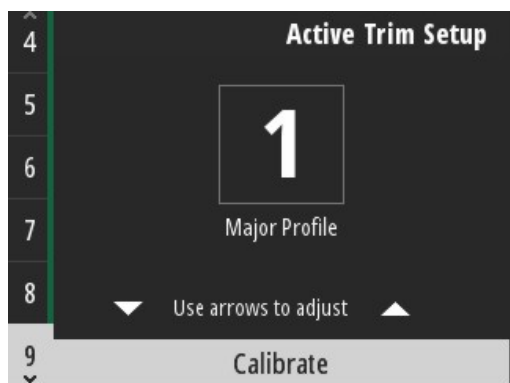 Active Trim Setup
4
5
6
7
8
9
1
Major Profile
Use arrows to adjust
Calibrate